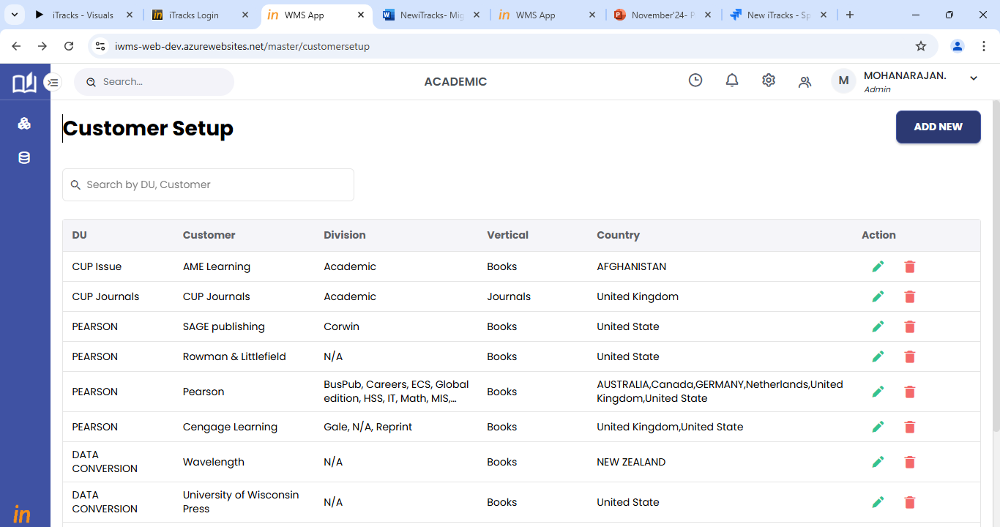 iTracks - Visuals
iTracks Login
in WMS App
NewiTracks- Mig
in WMS App
November'24- P
New iTracks - Sp
iwms-web-dev.azurewebsites.net/master/customersetup
Search...
ACADEMIC
M
MOHANARAJAN.
Admin
Customer Setup
ADD NEW
Search by DU, Customer
DU Customer Division Vertical Country Action
CUP Issue AME Learning Academic Books AFGHANISTAN
CUP Journals CUP Journals Academic Journals United Kingdom
PEARSON SAGE publishing Corwin Books United State
PEARSON Rowman & Littlefield N/A Books United State
PEARSON Pearson BusPub, Careers, ECS, Global Books AUSTRALIA,Canada,GERMANY,Netherlands,United
edition, HSS, IT, Math, MIS,... Kingdom,United State
PEARSON Cengage Learning Gale, N/A, Reprint Books United Kingdom,United State
DATA
CONVERSION Wavelength N/A Books NEW ZEALAND
DATA University of Wisconsin
CONVERSION Press N/A Books United State
in